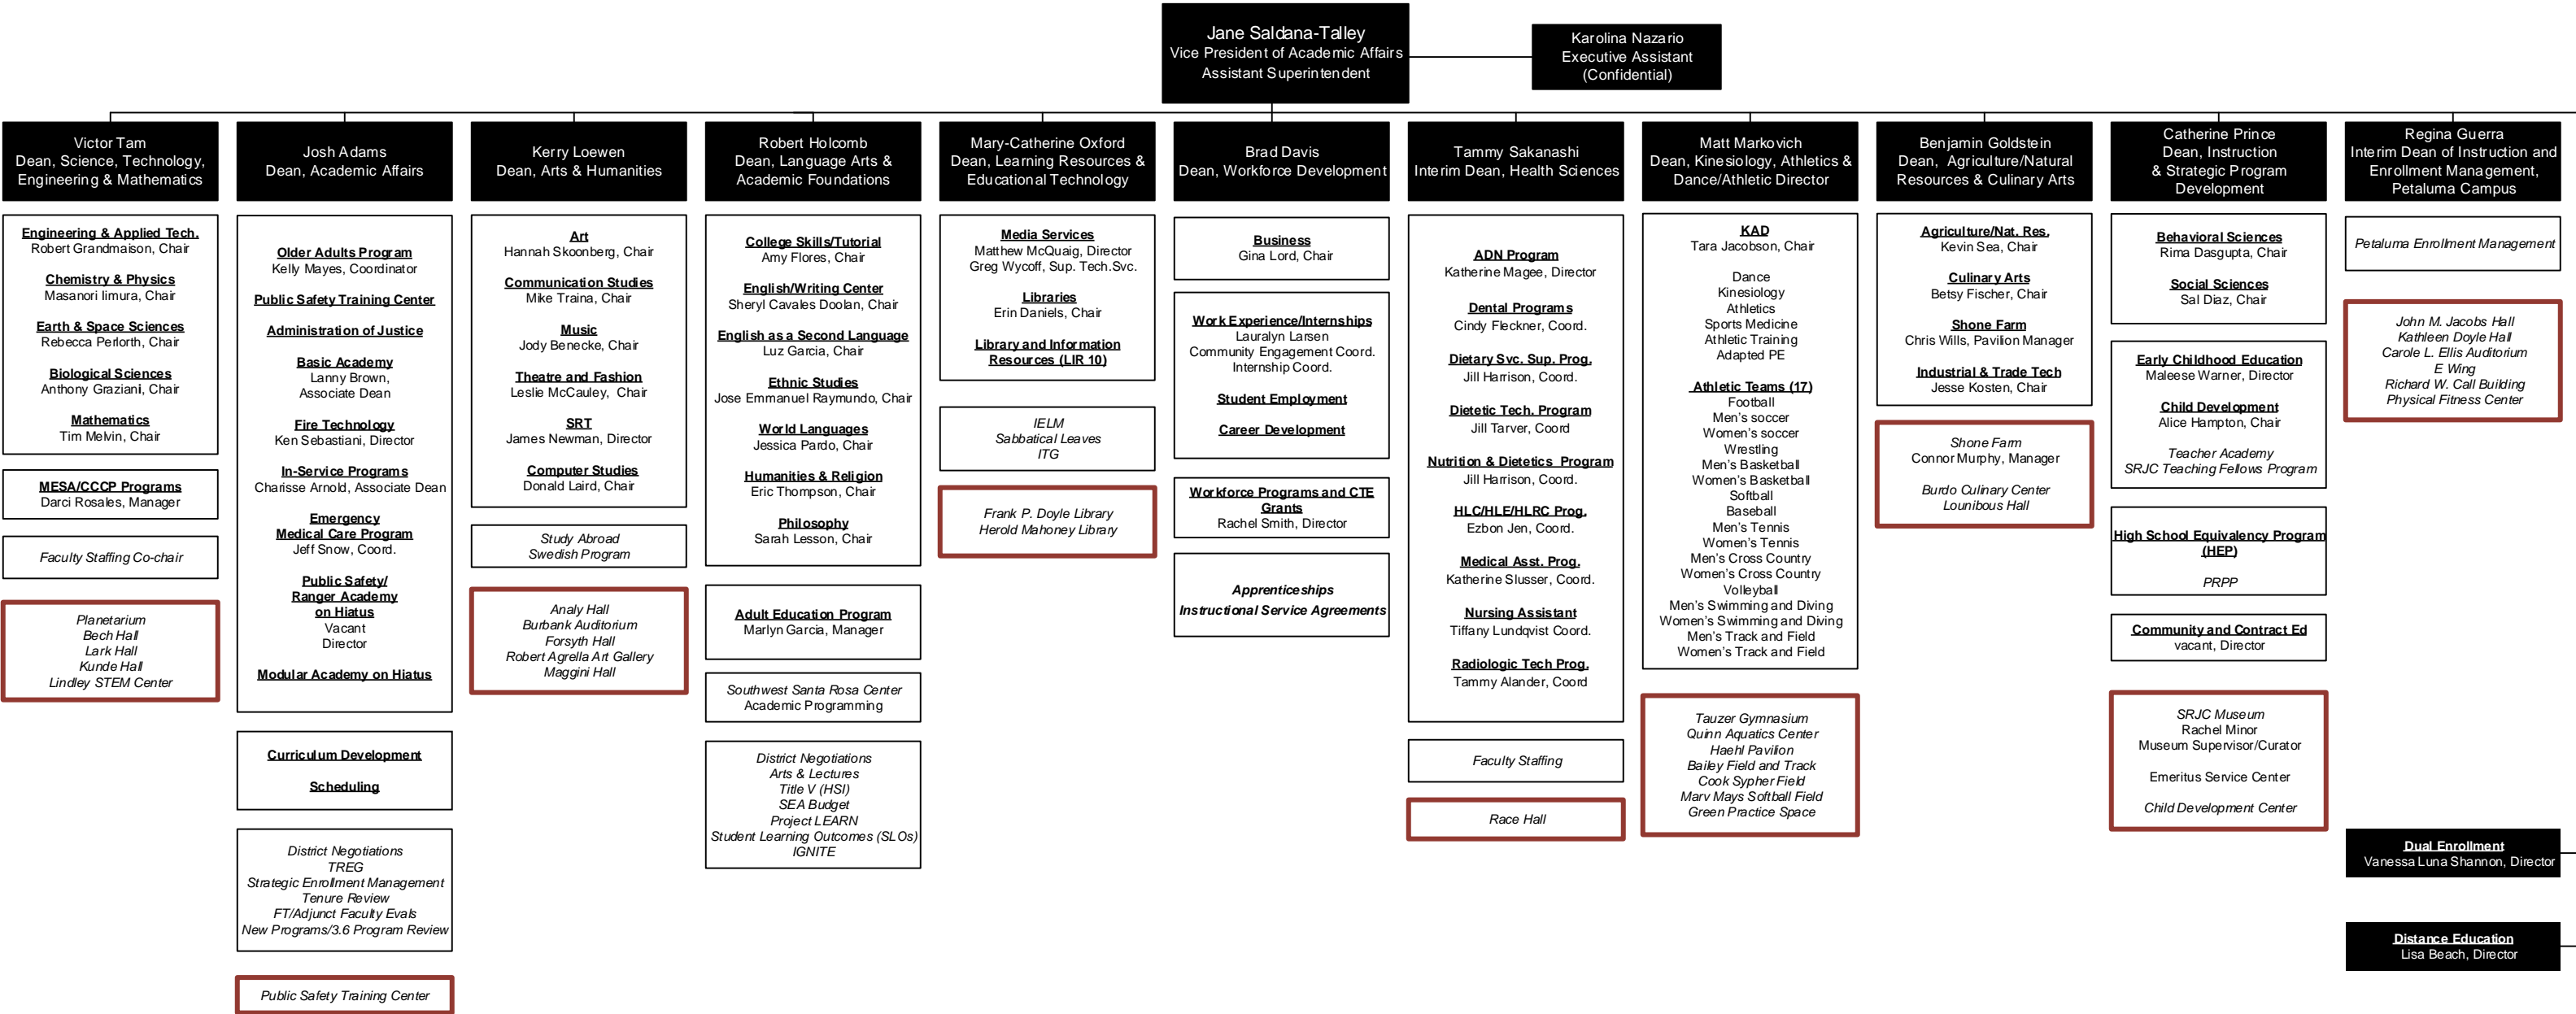 Jane Saldana-Talley
Vice President of Academic Affairs
Assistant Superintendent
Karolina Nazario
Executive Assistant
(Confidential)
Victor Tam
Dean, Science, Technology,
Engineering & Mathematics
Engineering & Applied Tech.
Robert Grandmaison, Chair
Chemistry & Physics
Masanori Iimura, Chair
Earth & Space Sciences
Rebecca Perlorth, Chair
Biological Sciences
Anthony Graziani, Chair
Mathematics
Tim Melvin, Chair
MESA/CCCP Programs
Darci Rosales, Manager
Faculty Staffing Co-chair
Planetarium
Bech Hall
Lark Hall
Kunde Hall
Lindley STEM Center
Josh Adams
Dean, Academic Affairs
Older Adults Program
Kelly Mayes, Coordinator
Public Safety Training Center
Administration of Justice
Basic Academy
Lanny Brown,
Associate Dean
Fire Technology
Ken Sebastiani, Director
In-Service Programs
Charisse Arnold, Associate Dean
Emergency
Medical Care Program
Jeff Snow, Coord.
Public Safety/
Ranger Academy
on Hiatus
Vacant
Director
Modular Academy on Hiatus
Curriculum Development
Scheduling
District Negotiations
TREG
Strategic Enrollment Management
Tenure Review
FT/Adjunct Faculty Evals
New Programs/3.6 Program Review
Public Safety Training Center
Kerry Loewen
Dean, Arts & Humanities
Art
Hannah Skoonberg, Chair
Communication Studies
Mike Traina, Chair
Music
Jody Benecke, Chair
Theatre and Fashion
Leslie McCauley, Chair
SRT
James Newman, Director
Computer Studies
Donald Laird, Chair
Study Abroad
Swedish Program
Analy Hall
Burbank Auditorium
Forsyth Hall
Robert Agrella Art Gallery
Maggini Hall
Robert Holcomb
Dean, Language Arts &
Academic Foundations
College Skills/Tutorial
Amy Flores, Chair
English/Writing Center
Sheryl Cavales Doolan, Chair
English as a Second Language
Luz Garcia, Chair
Ethnic Studies
Jose Emmanuel Raymundo, Chair
World Languages
Jessica Pardo, Chair
Humanities & Religion
Eric Thompson, Chair
Philosophy
Sarah Lesson, Chair
Adult Education Program
Marlyn Garcia, Manager
Southwest Santa Rosa Center
Academic Programming
District Negotiations
Arts & Lectures
Title V (HSI)
SEA Budget
Project LEARN
Student Learning Outcomes (SLOs)
IGNITE
Mary-Catherine Oxford
Dean, Learning Resources &
Educational Technology
Media Services
Matthew McQuaig, Director
Greg Wycoff, Sup. Tech.Svc.
Libraries
Erin Daniels, Chair
Library and Information
Resources (LIR 10)
IELM
Sabbatical Leaves
ITG
Frank P. Doyle Library
Herold Mahoney Library
Brad Davis
Dean, Workforce Development
Business
Gina Lord, Chair
Work Experience/Internships
Lauralyn Larsen
Community Engagement Coord.
Internship Coord.
Student Employment
Career Development
Workforce Programs and CTE
Grants
Rachel Smith, Director
Apprenticeships
Instructional Service Agreements
Tammy Sakanashi
Interim Dean, Health Sciences
ADN Program
Katherine Magee, Director
Dental Programs
Cindy Fleckner, Coord.
Dietary Svc. Sup. Prog.
Jill Harrison, Coord.
Dietetic Tech. Program
Jill Tarver, Coord
Nutrition & Dietetics Program
Jill Harrison, Coord.
HLC/HLE/HLRC Prog.
Ezbon Jen, Coord.
Medical Asst. Prog.
Katherine Slusser, Coord.
Nursing Assistant
Tiffany Lundqvist Coord.
Radiologic Tech Prog.
Tammy Alander, Coord
Faculty Staffing
Race Hall
Matt Markovich
Dean, Kinesiology, Athletics &
Dance/Athletic Director
KAD
Tara Jacobson, Chair
Dance
Kinesiology
Athletics
Sports Medicine
Athletic Training
Adapted PE
Athletic Teams (17)
Football
Men's soccer
Women's soccer
Wrestling
Men's Basketball
Women's Basketball
Softball
Baseball
Men's Tennis
Women's Tennis
Men's Cross Country
Women's Cross Country
Volleyball
Men's Swimming and Diving
Women's Swimming and Diving
Men's Track and Field
Women's Track and Field
Tauzer Gymnasium
Quinn Aquatics Center
Haehl Pavilion
Bailey Field and Track
Cook Sypher Field
Marv Mays Softball Field
Green Practice Space
Benjamin Goldstein
Dean, Agriculture/Natural
Resources & Culinary Arts
Agriculture/Nat. Res.
Kevin Sea, Chair
Culinary Arts
Betsy Fischer, Chair
Shone Farm
Chris Wills, Pavilion Manager
Industrial & Trade Tech
Jesse Kosten, Chair
Shone Farm
Connor Murphy, Manager
Burdo Culinary Center
Lounibous Hall
Catherine Prince
Dean, Instruction
& Strategic Program
Development
Behavioral Sciences
Rima Dasgupta, Chair
Social Sciences
Sal Diaz, Chair
Early Childhood Education
Maleese Warner, Director
Child Development
Alice Hampton, Chair
Teacher Academy
SRJC Teaching Fellows Program
High School Equivalency Program
(HEP)
PRPP
Community and Contract Ed
vacant, Director
SRJC Museum
Rachel Minor
Museum Supervisor/Curator
Emeritus Service Center
Child Development Center
Regina Guerra
Interim Dean of Instruction and
Enrollment Management,
Petaluma Campus
Petaluma Enrollment Management
John M. Jacobs Hall
Kathleen Doyle Hall
Carole L. Ellis Auditorium
E Wing
Richard W. Call Building
Physical Fitness Center
Dual Enrollment
Vanessa Luna Shannon, Director
Distance Education
Lisa Beach, Director